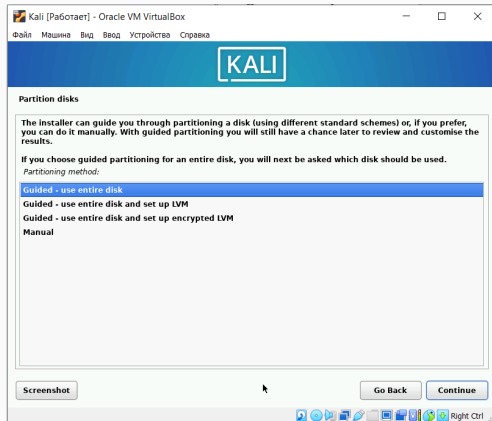 Kali [Работает] - Oracle VM VirtualBox
Файл Машина Вид Ввод Устройства Справка
KALI
Partition disks
The installer can guide you through partitioning a disk (using different standard schemes) or, if you prefer,
you can do it manually. With guided partitioning you will still have a chance later to review and customise the
results.
If you choose guided partitioning for an entire disk, you will next be asked which disk should be used.
Partitioning method:
Guided - use entire disk
Guided - use entire disk and set up LVM
Guided - use entire disk and set up encrypted LVM
Manual
Screenshot Go Back Continue
Right Ctrl